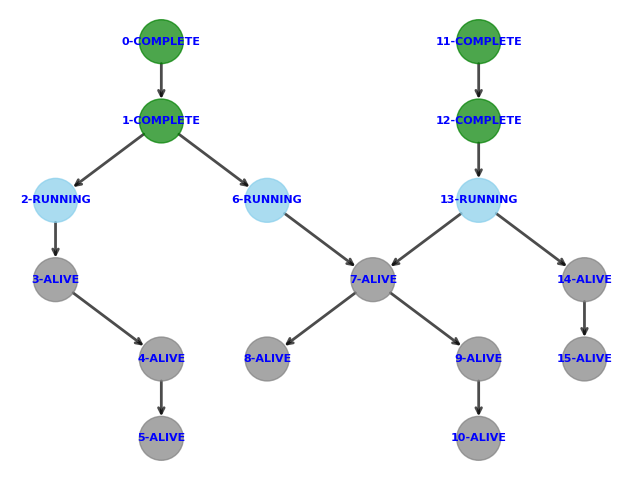 0-COMPLETE
11-COMPLETE
1-COMPLETE
12-COMPLETE
2-RUNNING
6-RUNNING
13-RUNNING
3-ALIVE
7-ALIVE
14-ALIVE
4-ALIVE
8-ALIVE
9-ALIVE
15-ALIVE
5-ALIVE
10-ALIVE